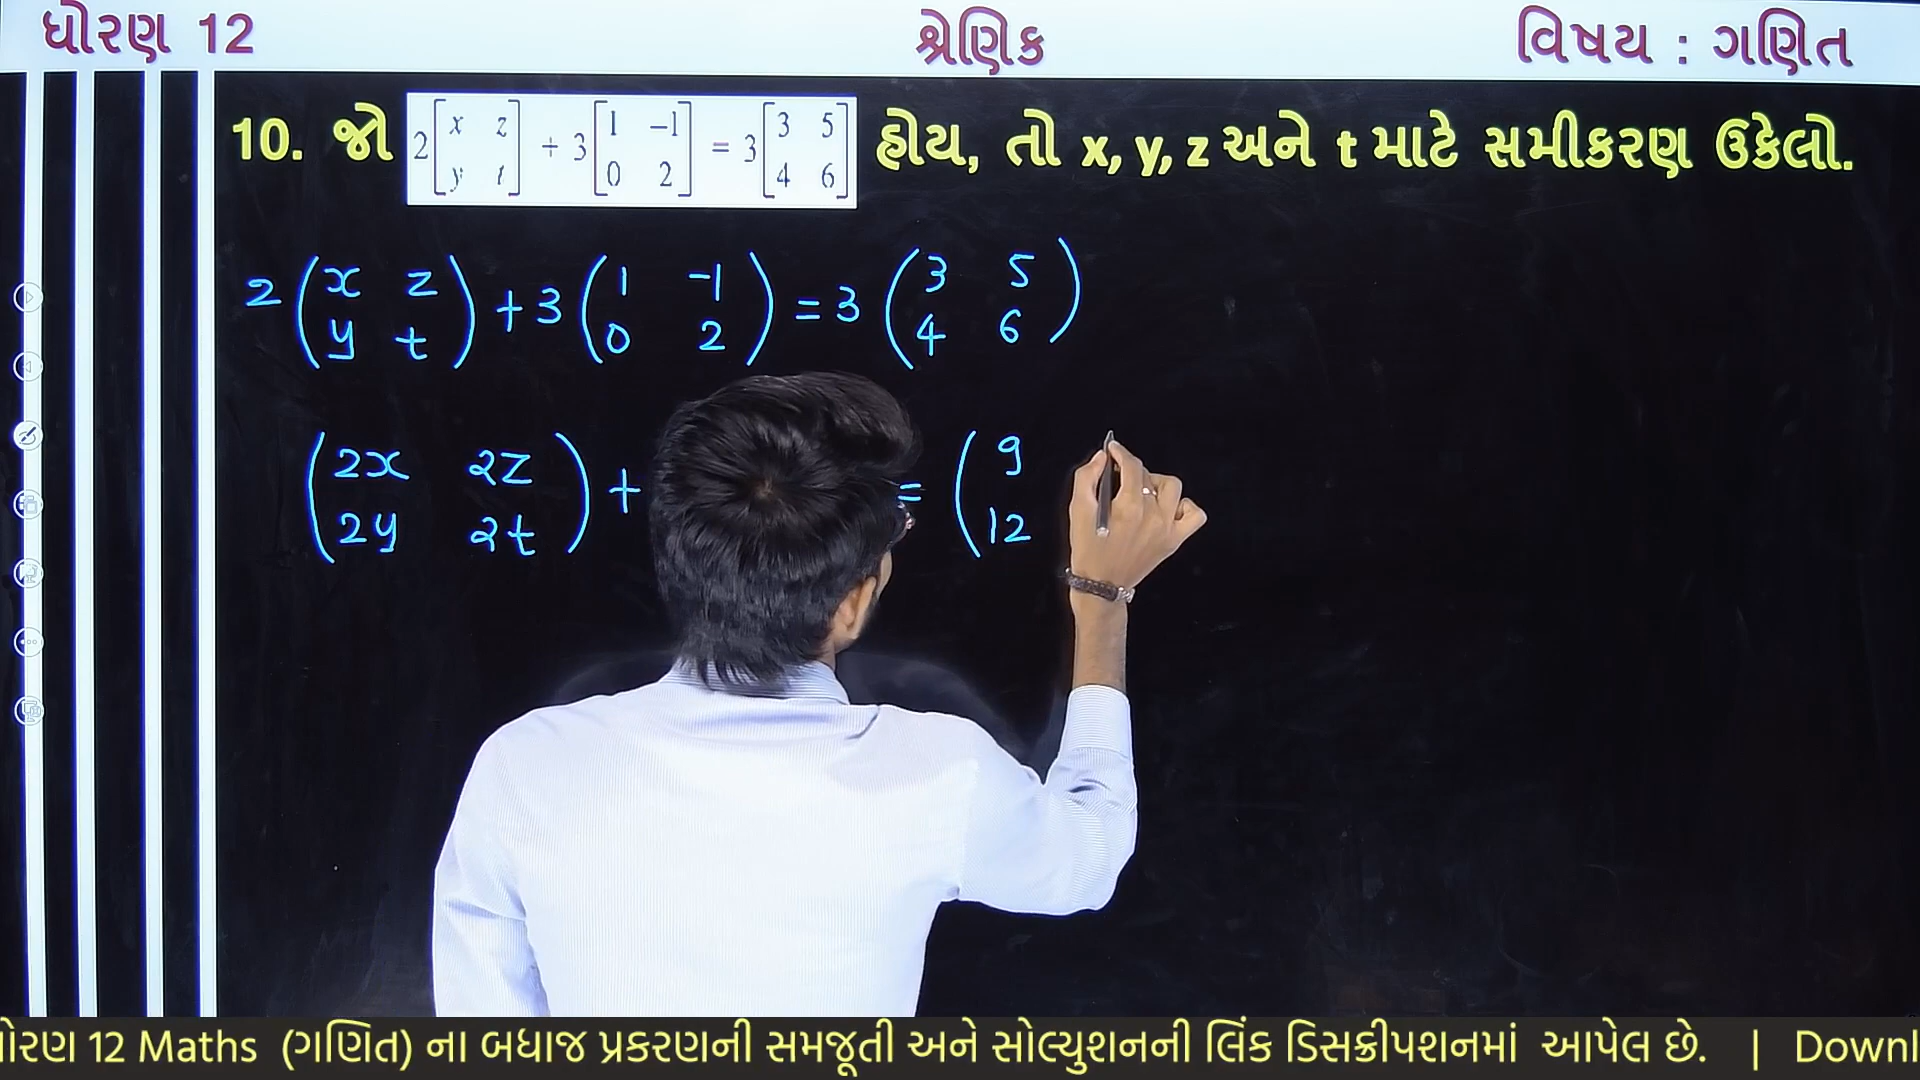 ધોરણ 12
શ્રેણિક
વિષય : ગણિત
10. જો 2[x z; y t] + 3[1 -1; 0 2] = 3[3 5; 4 6] હોય, તો x, y, z અને t માટે સમીકરણ ઉકેલો.
2(x z; y t) + 3(1 -1; 0 2) = 3(3 5; 4 6)
(2x 2z; 2y 2t) + = (9; 12
ધોરણ 12 Maths (ગણિત) ના બધાજ પ્રકરણની સમજૂતી અને સોલ્યુશનની લિંક ડિસક્રીપશનમાં આપેલ છે. |